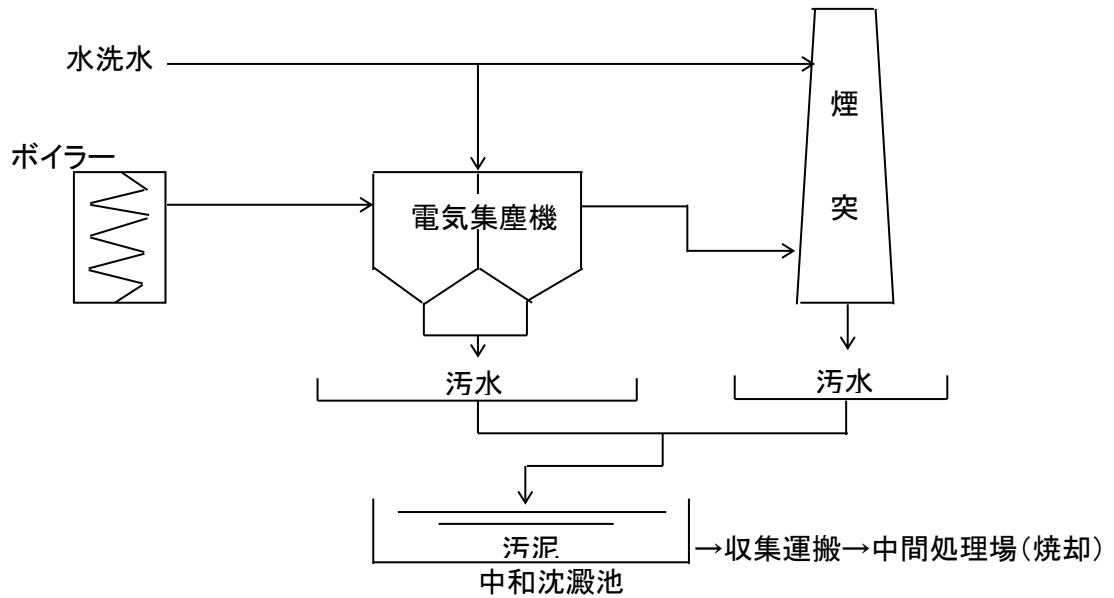 水洗水
ボイラー
電気集塵機
煙
突
汚水
汚水
汚泥
→収集運搬→中間処理場(焼却)
中和沈澱池